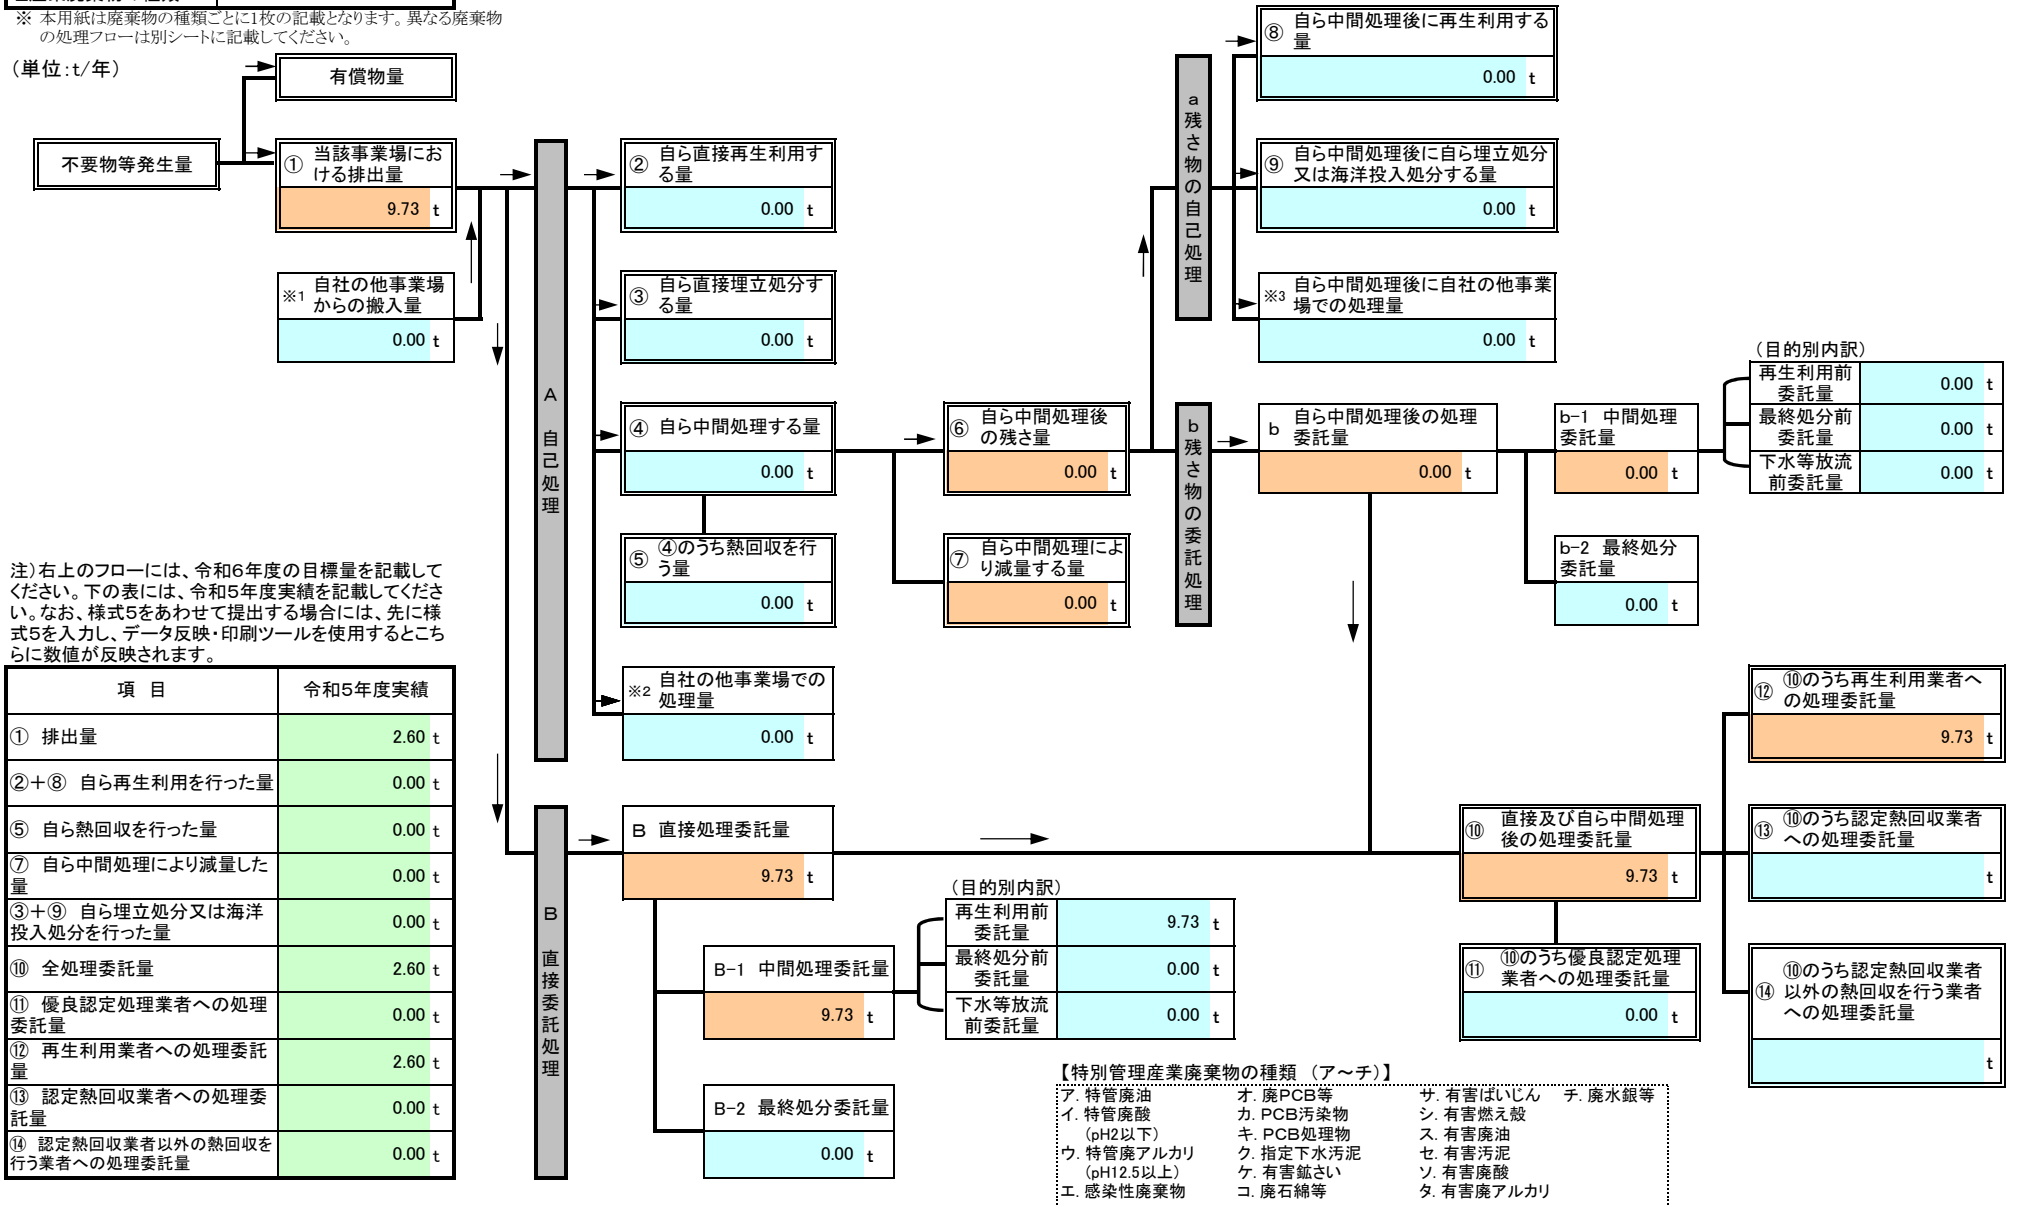 ※ 本用紙は廃棄物の種類ごとに1枚の記載となります。異なる廃棄物
の処理フローは別シートに記載してください。
(単位:t/年)
有償物量
不要物等発生量
① 当該事業場にお
ける排出量
9.73 t
※1 自社の他事業場
からの搬入量
0.00 t
A 自己処理
② 自ら直接再生利用す
る量
0.00 t
③ 自ら直接埋立処分す
る量
0.00 t
④ 自ら中間処理する量
0.00 t
⑤ ④のうち熱回収を行
う量
0.00 t
※2 自社の他事業場での
処理量
0.00 t
⑥ 自ら中間処理後
の残さ量
0.00 t
⑦ 自ら中間処理によ
り減量する量
0.00 t
a 残さ物の自己処理
⑧ 自ら中間処理後に再生利用する
量
0.00 t
⑨ 自ら中間処理後に自ら埋立処分
又は海洋投入処分する量
0.00 t
※3 自ら中間処理後に自社の他事業
場での処理量
0.00 t
b 残さ物の委託処理
b 自ら中間処理後の処理
委託量
0.00 t
b-1 中間処理
委託量
0.00 t
(目的別内訳)
再生利用前
委託量
0.00 t
最終処分前
委託量
0.00 t
下水等放流
前委託量
0.00 t
b-2 最終処分
委託量
0.00 t
注)右上のフローには、令和6年度の目標量を記載して
ください。下の表には、令和5年度実績を記載してくださ
い。なお、様式5をあわせて提出する場合には、先に様
式5を入力し、データ反映・印刷ツールを使用するとこち
らに数値が反映されます。
項 目 令和5年度実績
① 排出量 2.60 t
②+⑧ 自ら再生利用を行った量 0.00 t
⑤ 自ら熱回収を行った量 0.00 t
⑦ 自ら中間処理により減量した
量 0.00 t
③+⑨ 自ら埋立処分又は海洋
投入処分を行った量 0.00 t
⑩ 全処理委託量 2.60 t
⑪ 優良認定処理業者への処理
委託量 0.00 t
⑫ 再生利用業者への処理委託
量 2.60 t
⑬ 認定熱回収業者への処理委
託量 0.00 t
⑭ 認定熱回収業者以外の熱回収を
行う業者への処理委託量 0.00 t
B 直接委託処理
B 直接処理委託量
9.73 t
B-1 中間処理委託量
9.73 t
(目的別内訳)
再生利用前
委託量
9.73 t
最終処分前
委託量
0.00 t
下水等放流
前委託量
0.00 t
B-2 最終処分委託量
0.00 t
⑩ 直接及び自ら中間処理
後の処理委託量
9.73 t
⑪ ⑩のうち優良認定処理
業者への処理委託量
0.00 t
⑫ ⑩のうち再生利用業者へ
の処理委託量
9.73 t
⑬ ⑩のうち認定熱回収業者
への処理委託量
t
⑭ ⑩のうち認定熱回収業者
以外の熱回収を行う業者
への処理委託量
t
【特別管理産業廃棄物の種類 (ア~チ)】
ア. 特管廃油 オ. 廃PCB等 サ. 有害ばいじん チ. 廃水銀等
イ. 特管廃酸 カ. PCB汚染物 シ. 有害燃え殻
(pH2以下) キ. PCB処理物 ス. 有害廃油
ウ. 特管廃アルカリ ク. 指定下水汚泥 セ. 有害汚泥
(pH12.5以上) ケ. 有害鉱さい ソ. 有害廃酸
エ. 感染性廃棄物 コ. 廃石綿等 タ. 有害廃アルカリ